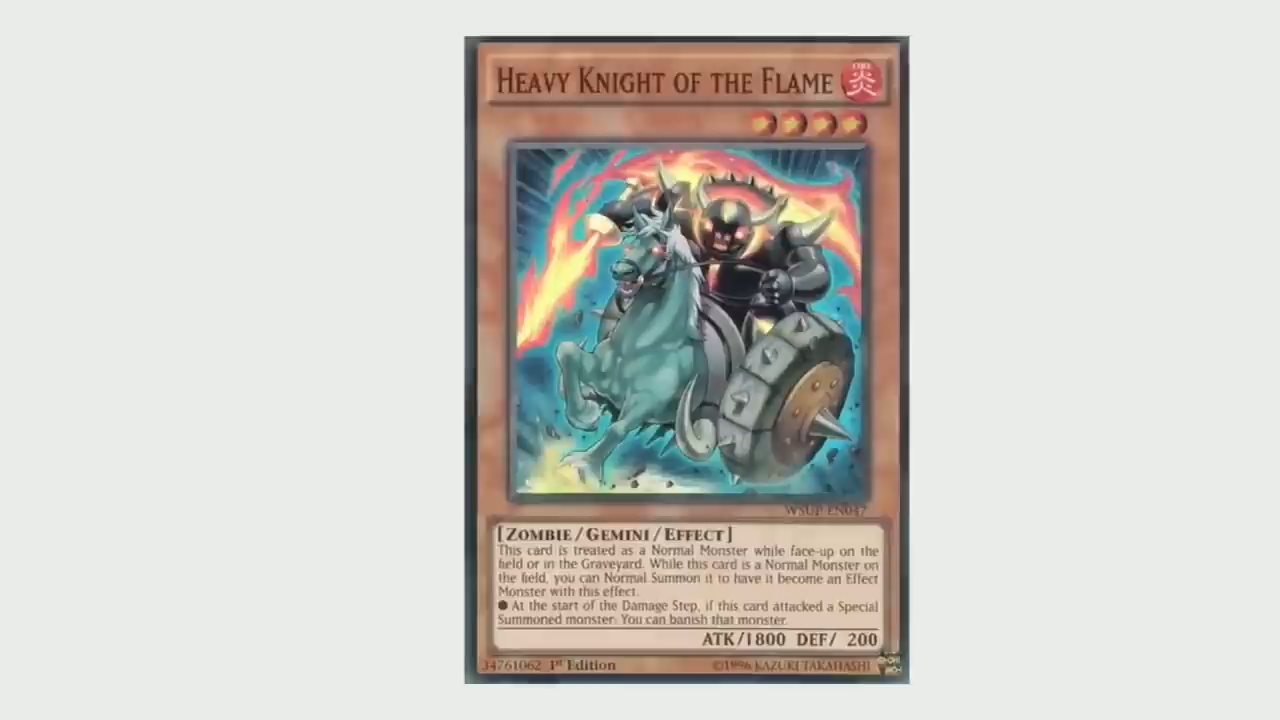 HEAVY KNIGHT OF THE FLAME
FIRE
炎
WSUP-EN047
[ZOMBIE/GEMINI/EFFECT]
This card is treated as a Normal Monster while face-up on the
field or in the Graveyard. While this card is a Normal Monster on
the field, you can Normal Summon it to have it become an Effect
Monster with this effect.
● At the start of the Damage Step, if this card attacked a Special
Summoned monster: You can banish that monster.
ATK/1800 DEF/ 200
34761062 1st Edition
©1996 KAZUKI TAKAHASHI